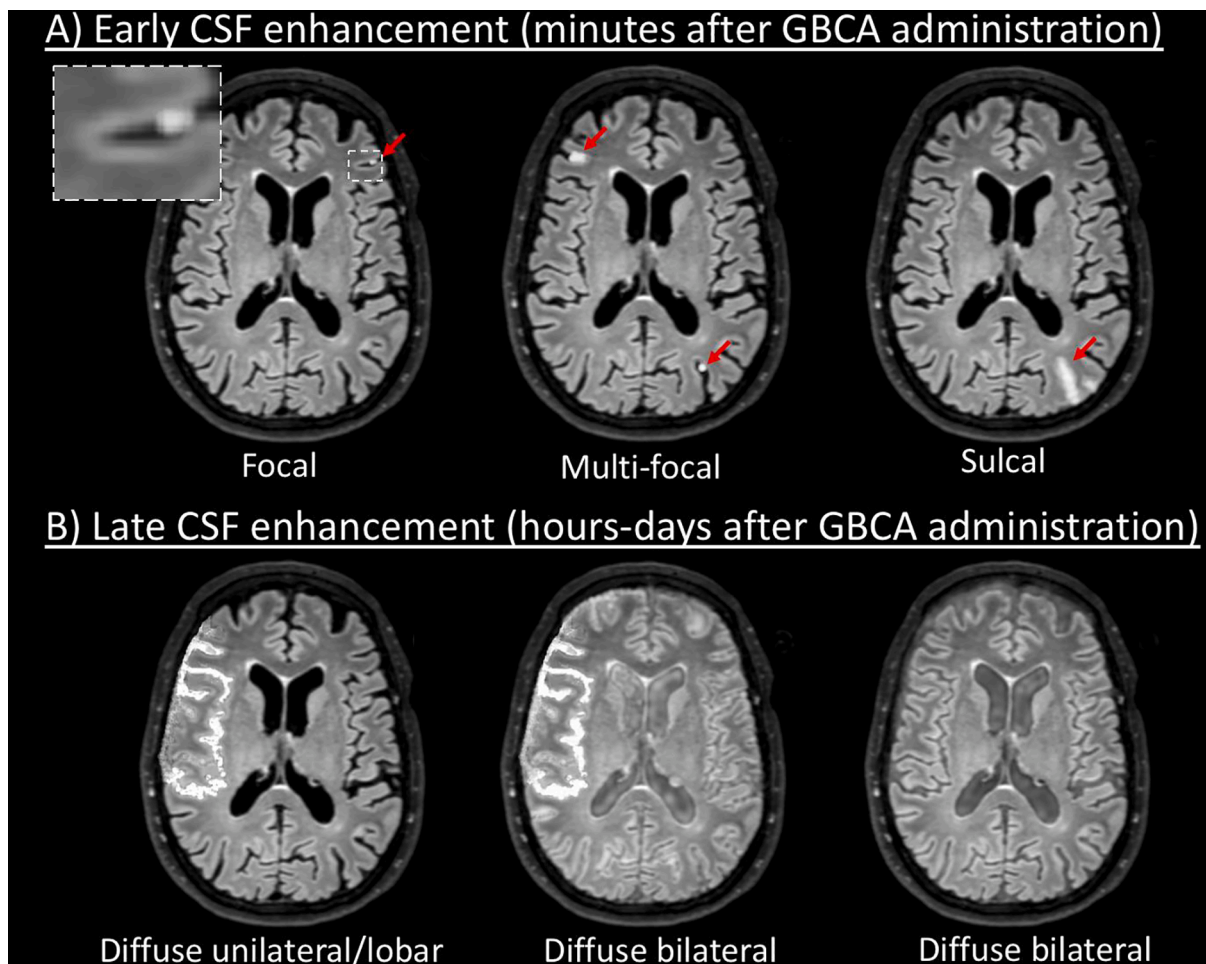 A) Early CSF enhancement (minutes after GBCA administration)
Focal
Multi-focal
Sulcal
B) Late CSF enhancement (hours-days after GBCA administration)
Diffuse unilateral/lobar
Diffuse bilateral
Diffuse bilateral